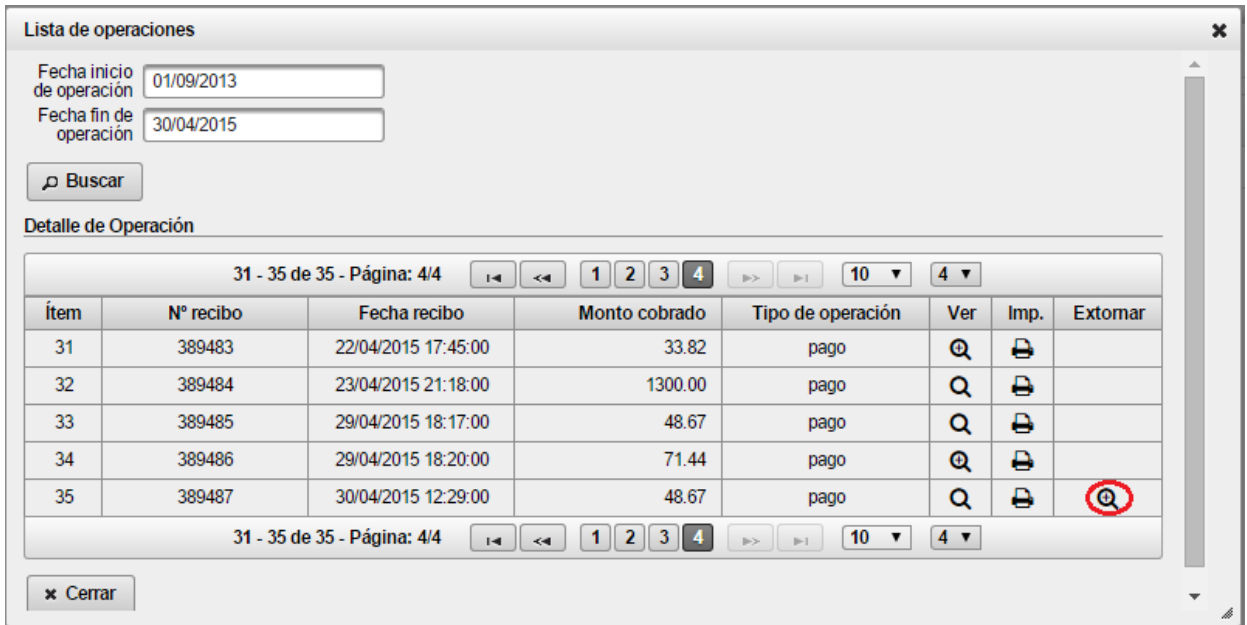 Lista de operaciones
Fecha inicio
de operación 01/09/2013
Fecha fin de
operación 30/04/2015
Buscar
Detalle de Operación
31 - 35 de 35 - Página: 4/4 1 2 3 4 10 4
Ítem Nº recibo Fecha recibo Monto cobrado Tipo de operación Ver Imp. Extornar
31 389483 22/04/2015 17:45:00 33.82 pago
32 389484 23/04/2015 21:18:00 1300.00 pago
33 389485 29/04/2015 18:17:00 48.67 pago
34 389486 29/04/2015 18:20:00 71.44 pago
35 389487 30/04/2015 12:29:00 48.67 pago
31 - 35 de 35 - Página: 4/4 1 2 3 4 10 4
Cerrar